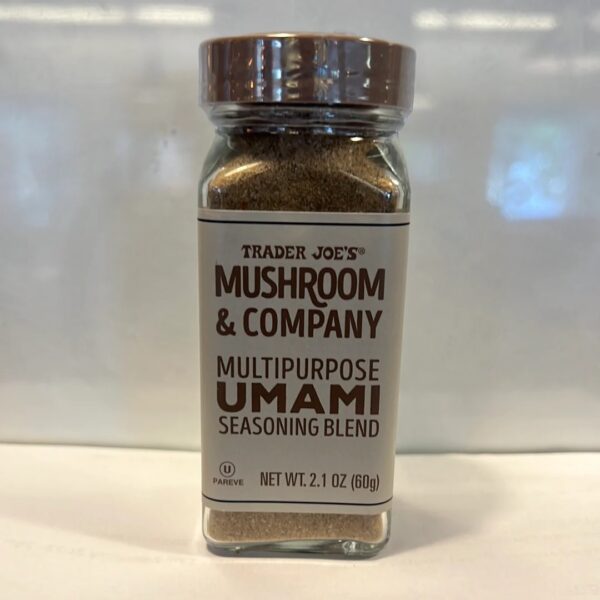 TRADER JOE'S®
MUSHROOM
& COMPANY
MULTIPURPOSE
UMAMI
SEASONING BLEND
U
PAREVE
NET WT. 2.1 OZ (60g)